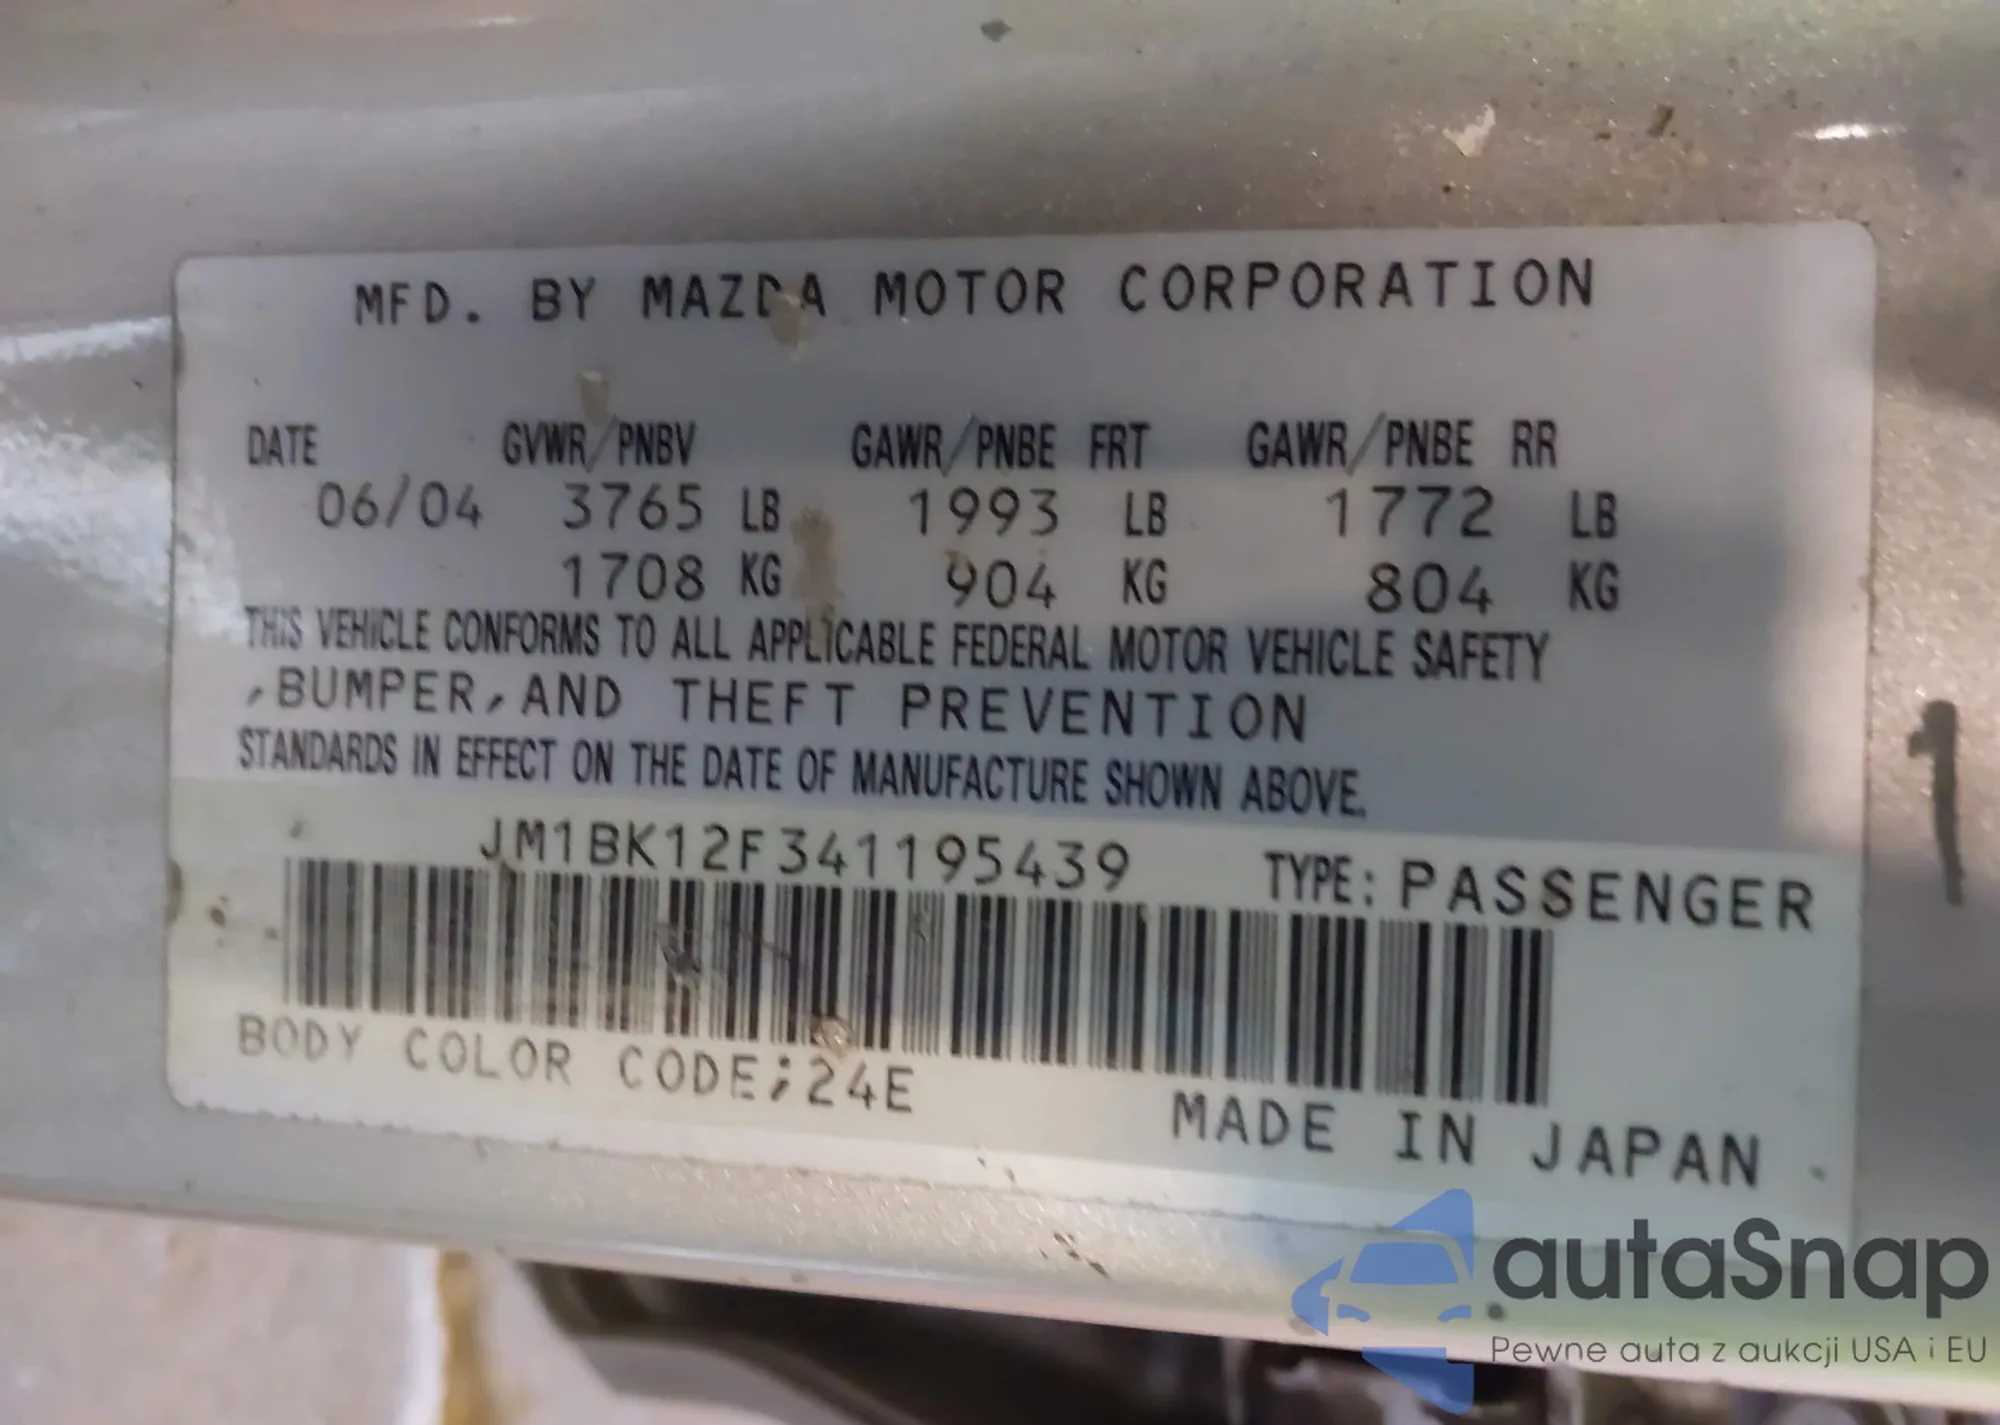 MFD. BY MAZDA MOTOR CORPORATION
DATE GVWR/PNBV GAWR/PNBE FRT GAWR/PNBE RR
06/04 3765 LB 1993 LB 1772 LB
1708 KG 904 KG 804 KG
THIS VEHICLE CONFORMS TO ALL APPLICABLE FEDERAL MOTOR VEHICLE SAFETY
,BUMPER,AND THEFT PREVENTION
STANDARDS IN EFFECT ON THE DATE OF MANUFACTURE SHOWN ABOVE.
JM1BK12F341195439 TYPE: PASSENGER
BODY COLOR CODE;24E
MADE IN JAPAN
1
autaSnap
Pewne auta z aukcji USA i EU